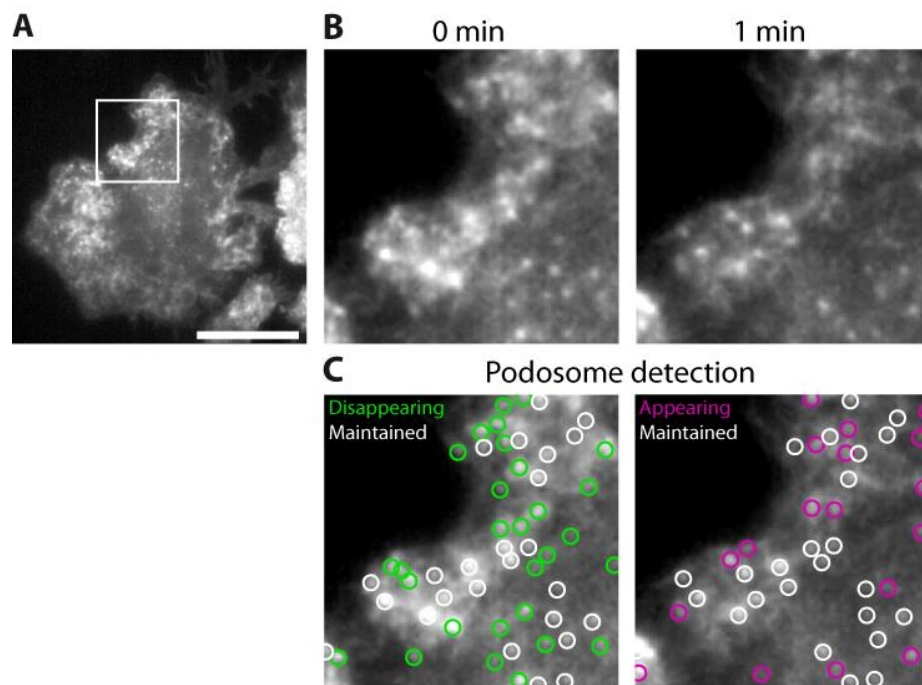 A
B
0 min
1 min
C
Podosome detection
Disappearing
Maintained
Appearing
Maintained